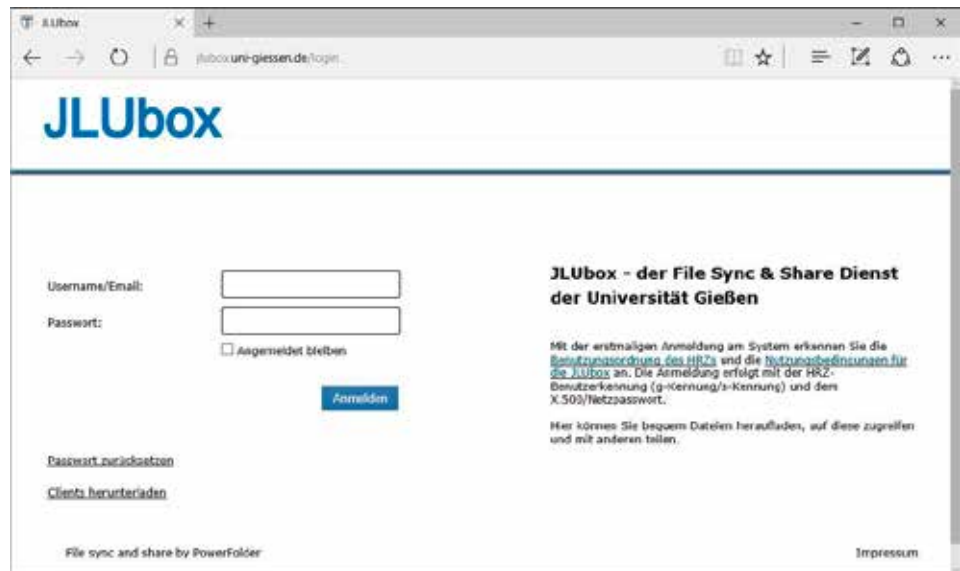 JLUbox
jlubox.uni-giessen.de/login
JLUbox
Username/Email:
Passwort:
Angemeldet bleiben
Anmelden
Passwort zurücksetzen
Clients herunterladen
JLUbox - der File Sync & Share Dienst
der Universität Gießen
Mit der erstmaligen Anmeldung am System erkennen Sie die
Benutzungsordnung des HRZs und die Nutzungsbedingungen für
die JLUbox an. Die Anmeldung erfolgt mit der HRZ-
Benutzerkennung (g-Kennung/s-Kennung) und dem
X.500/Netzpasswort.
Hier können Sie bequem Dateien heraufladen, auf diese zugreifen
und mit anderen teilen.
File sync and share by PowerFolder
Impressum